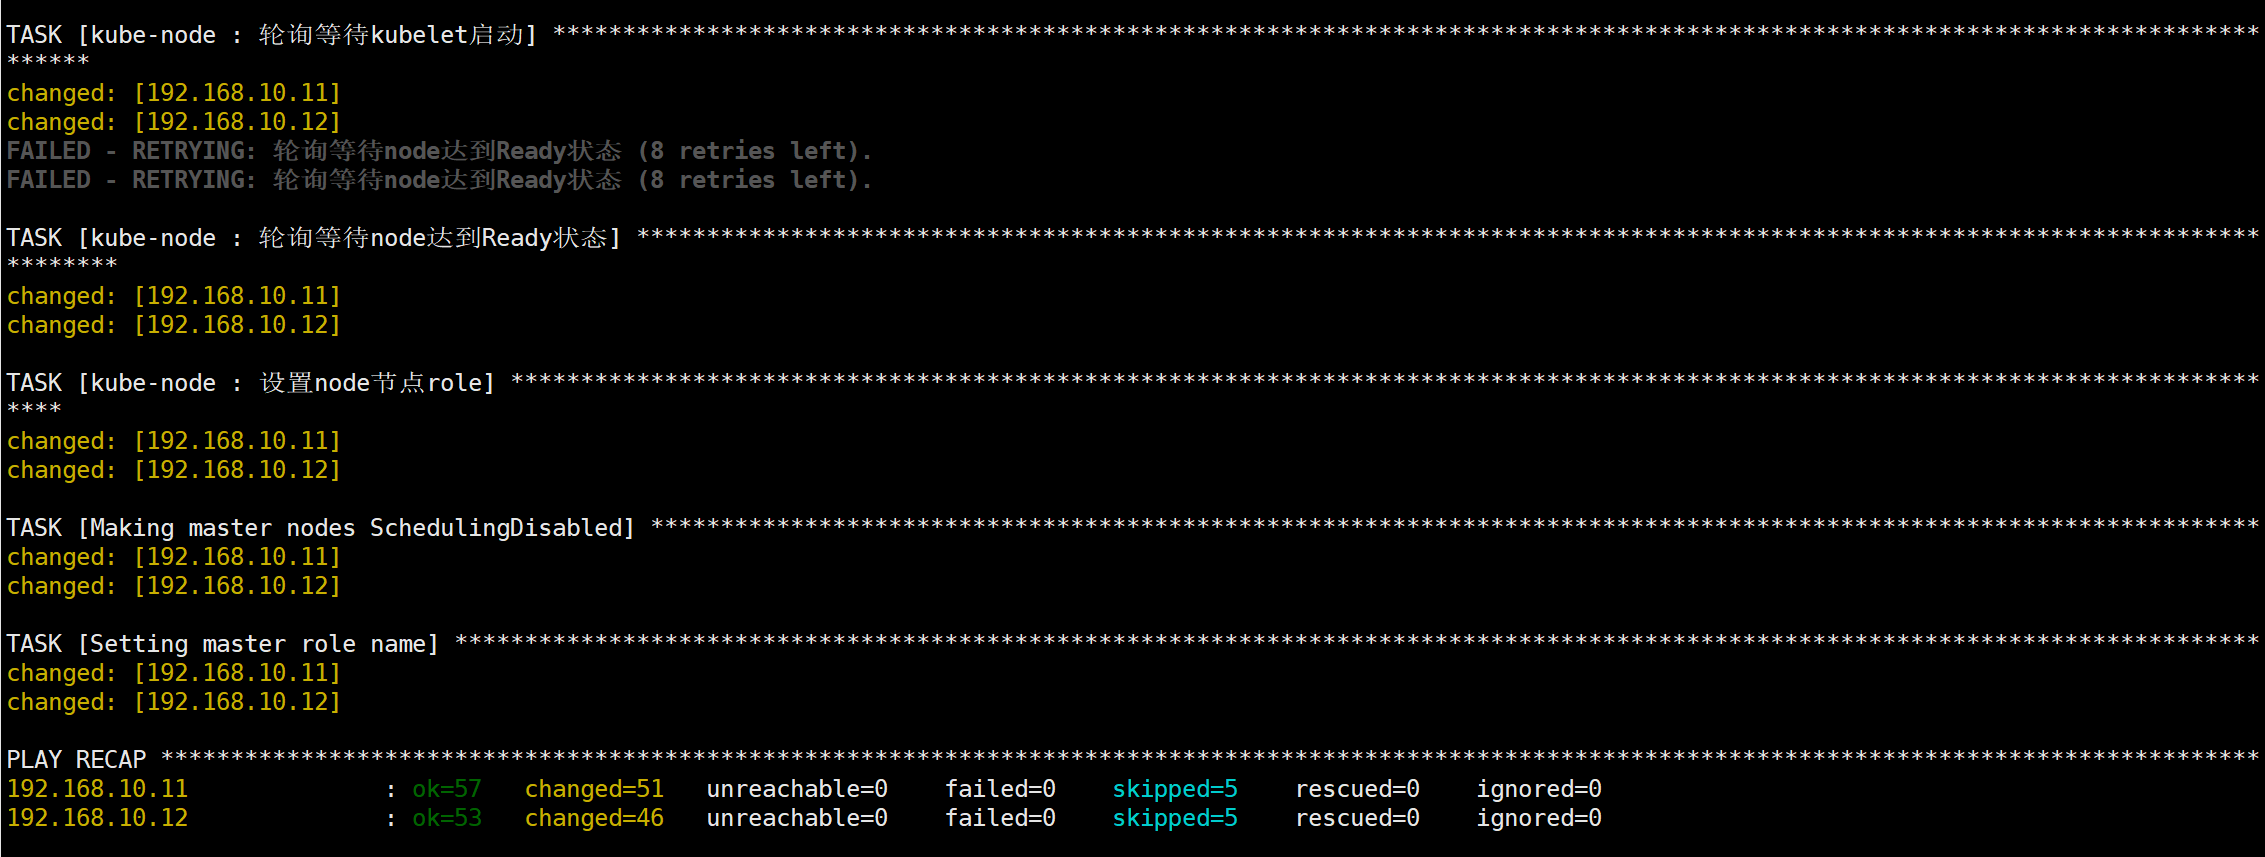 TASK [kube-node : 轮询等待kubelet启动] **************************************************************************************************************************
******
changed: [192.168.10.11]
changed: [192.168.10.12]
FAILED - RETRYING: 轮询等待node达到Ready状态 (8 retries left).
FAILED - RETRYING: 轮询等待node达到Ready状态 (8 retries left).
TASK [kube-node : 轮询等待node达到Ready状态] ********************************************************************************************************************
********
changed: [192.168.10.11]
changed: [192.168.10.12]
TASK [kube-node : 设置node节点role] *****************************************************************************************************************************
****
changed: [192.168.10.11]
changed: [192.168.10.12]
TASK [Making master nodes SchedulingDisabled] *******************************************************************************************************************
changed: [192.168.10.11]
changed: [192.168.10.12]
TASK [Setting master role name] *********************************************************************************************************************************
changed: [192.168.10.11]
changed: [192.168.10.12]
PLAY RECAP ******************************************************************************************************************************************************
192.168.10.11              : ok=57   changed=51   unreachable=0    failed=0    skipped=5    rescued=0    ignored=0
192.168.10.12              : ok=53   changed=46   unreachable=0    failed=0    skipped=5    rescued=0    ignored=0